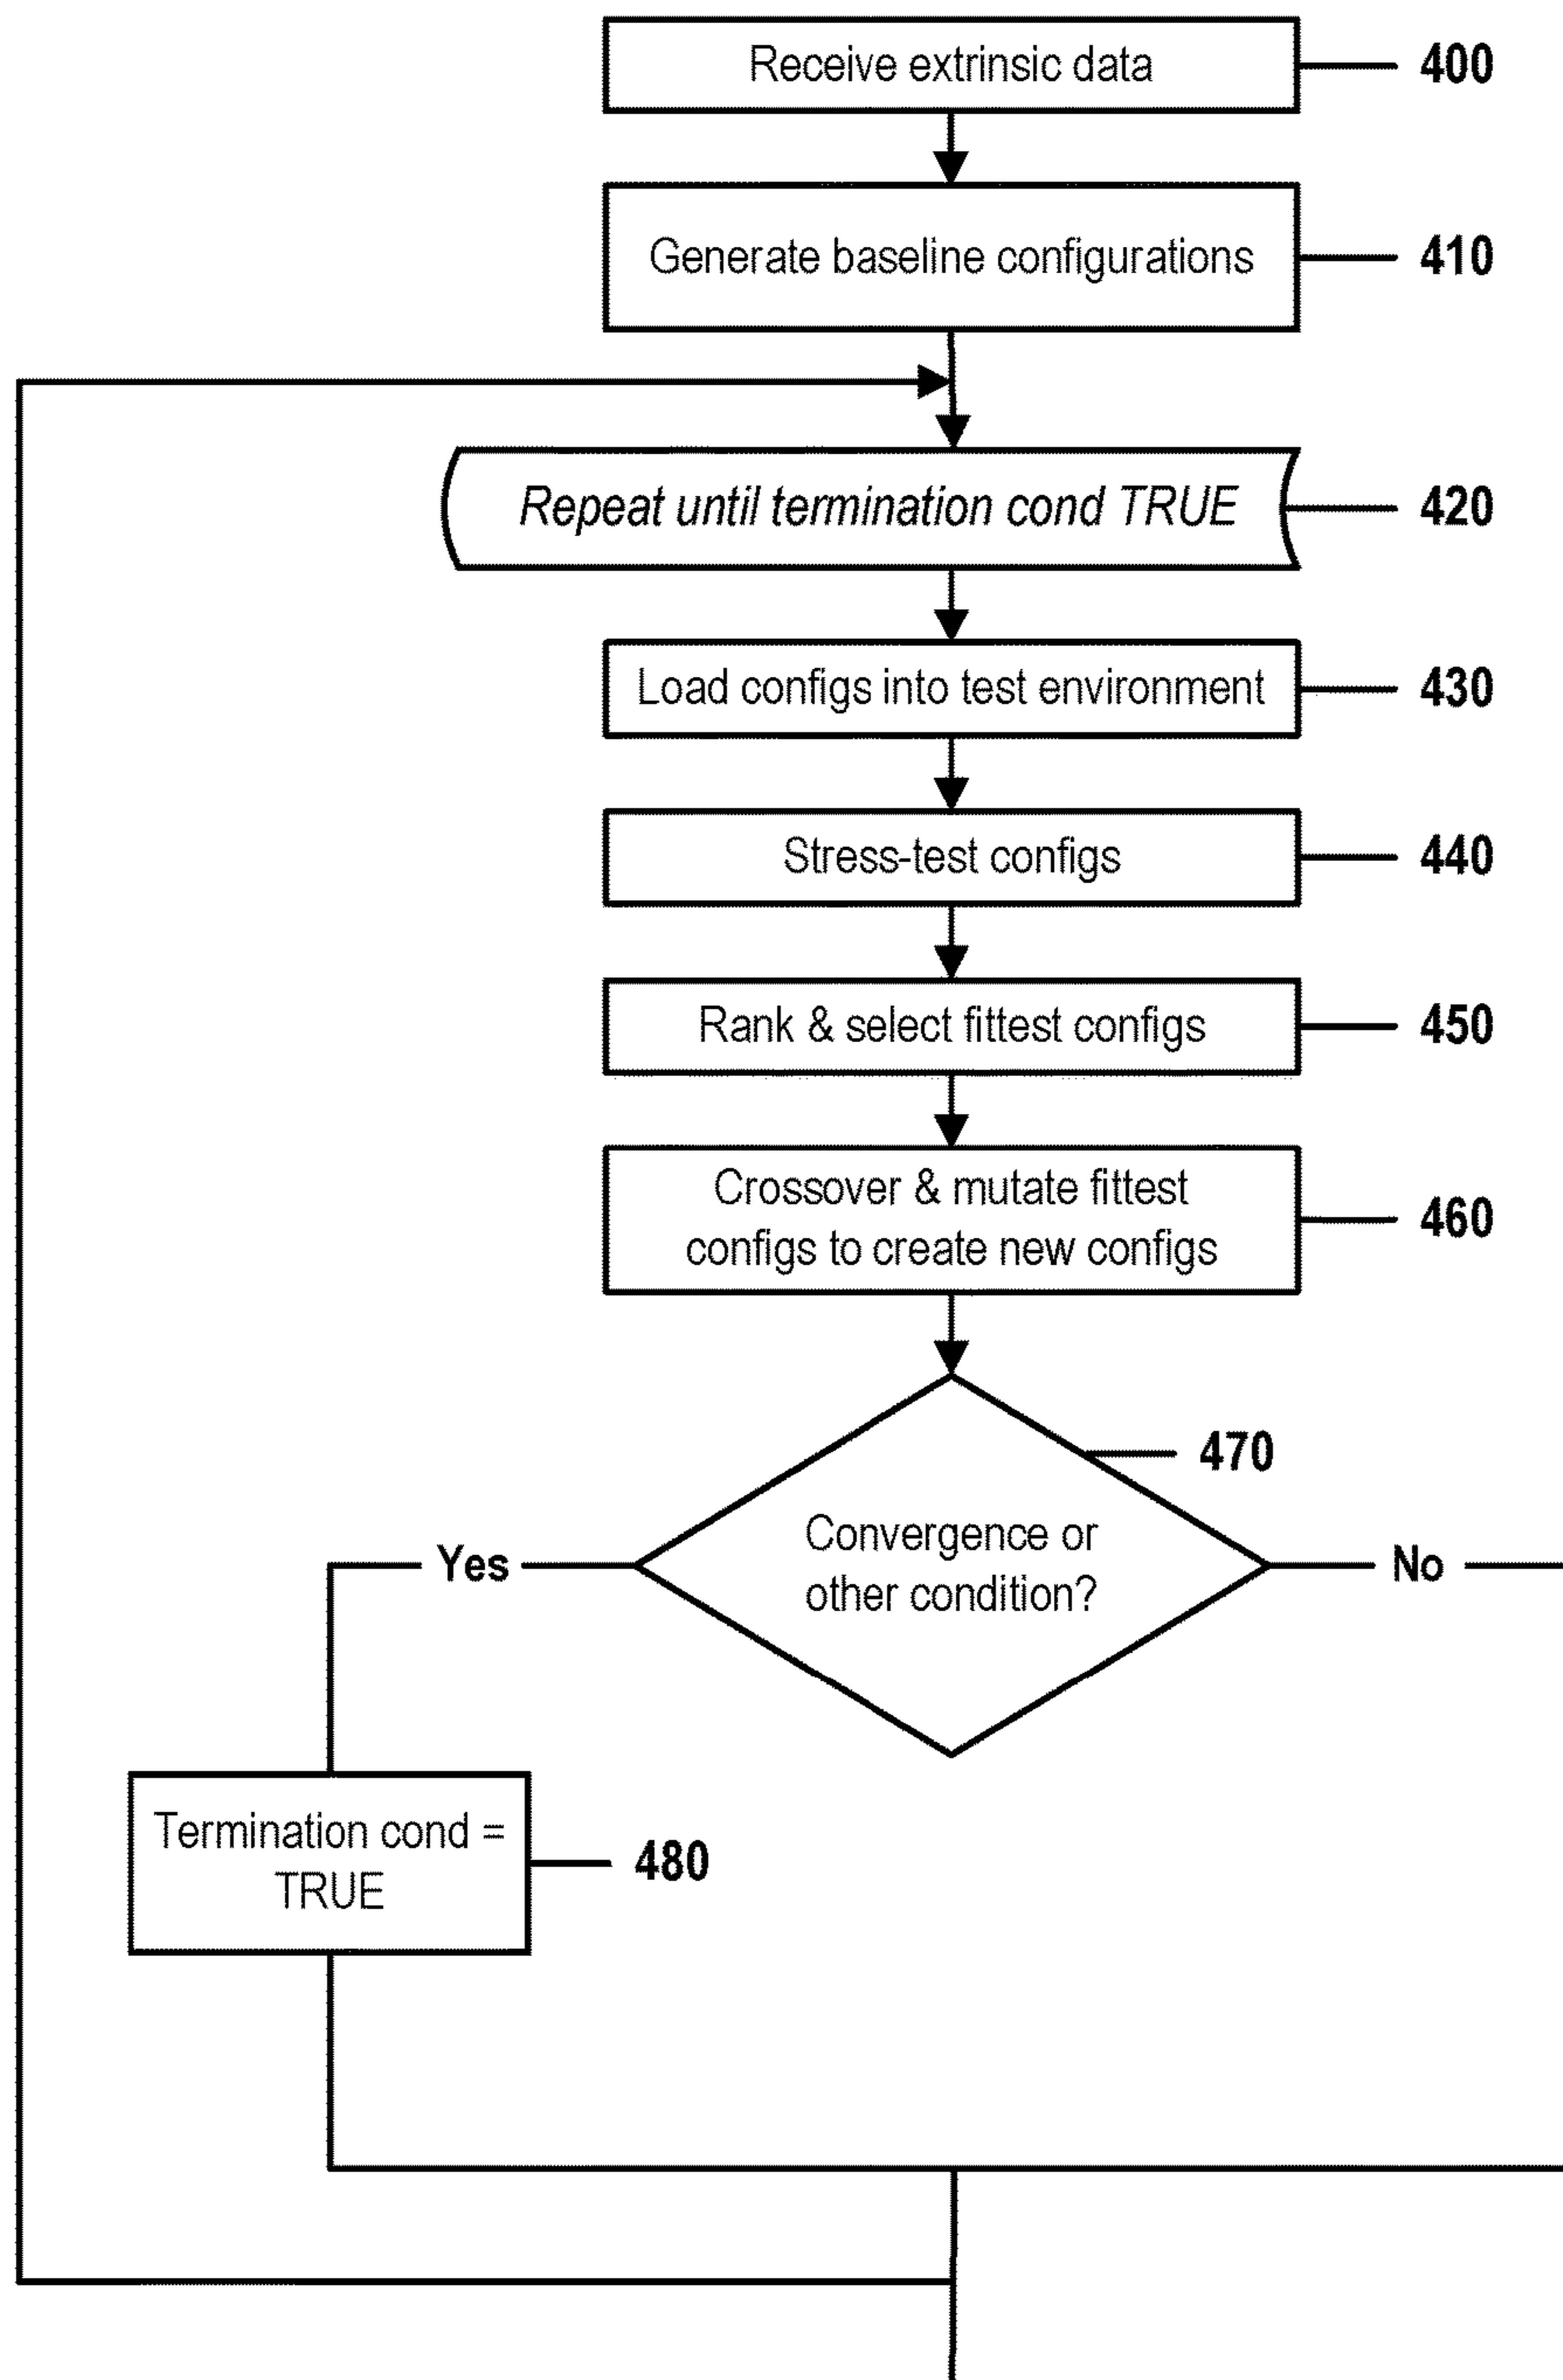 Receive extrinsic data
400
Generate baseline configurations
410
Repeat until termination cond TRUE
420
Load configs into test environment
430
Stress-test configs
440
Rank & select fittest configs
450
Crossover & mutate fittest
configs to create new configs
460
470
Convergence or
other condition?
Yes
No
Termination cond =
TRUE
480